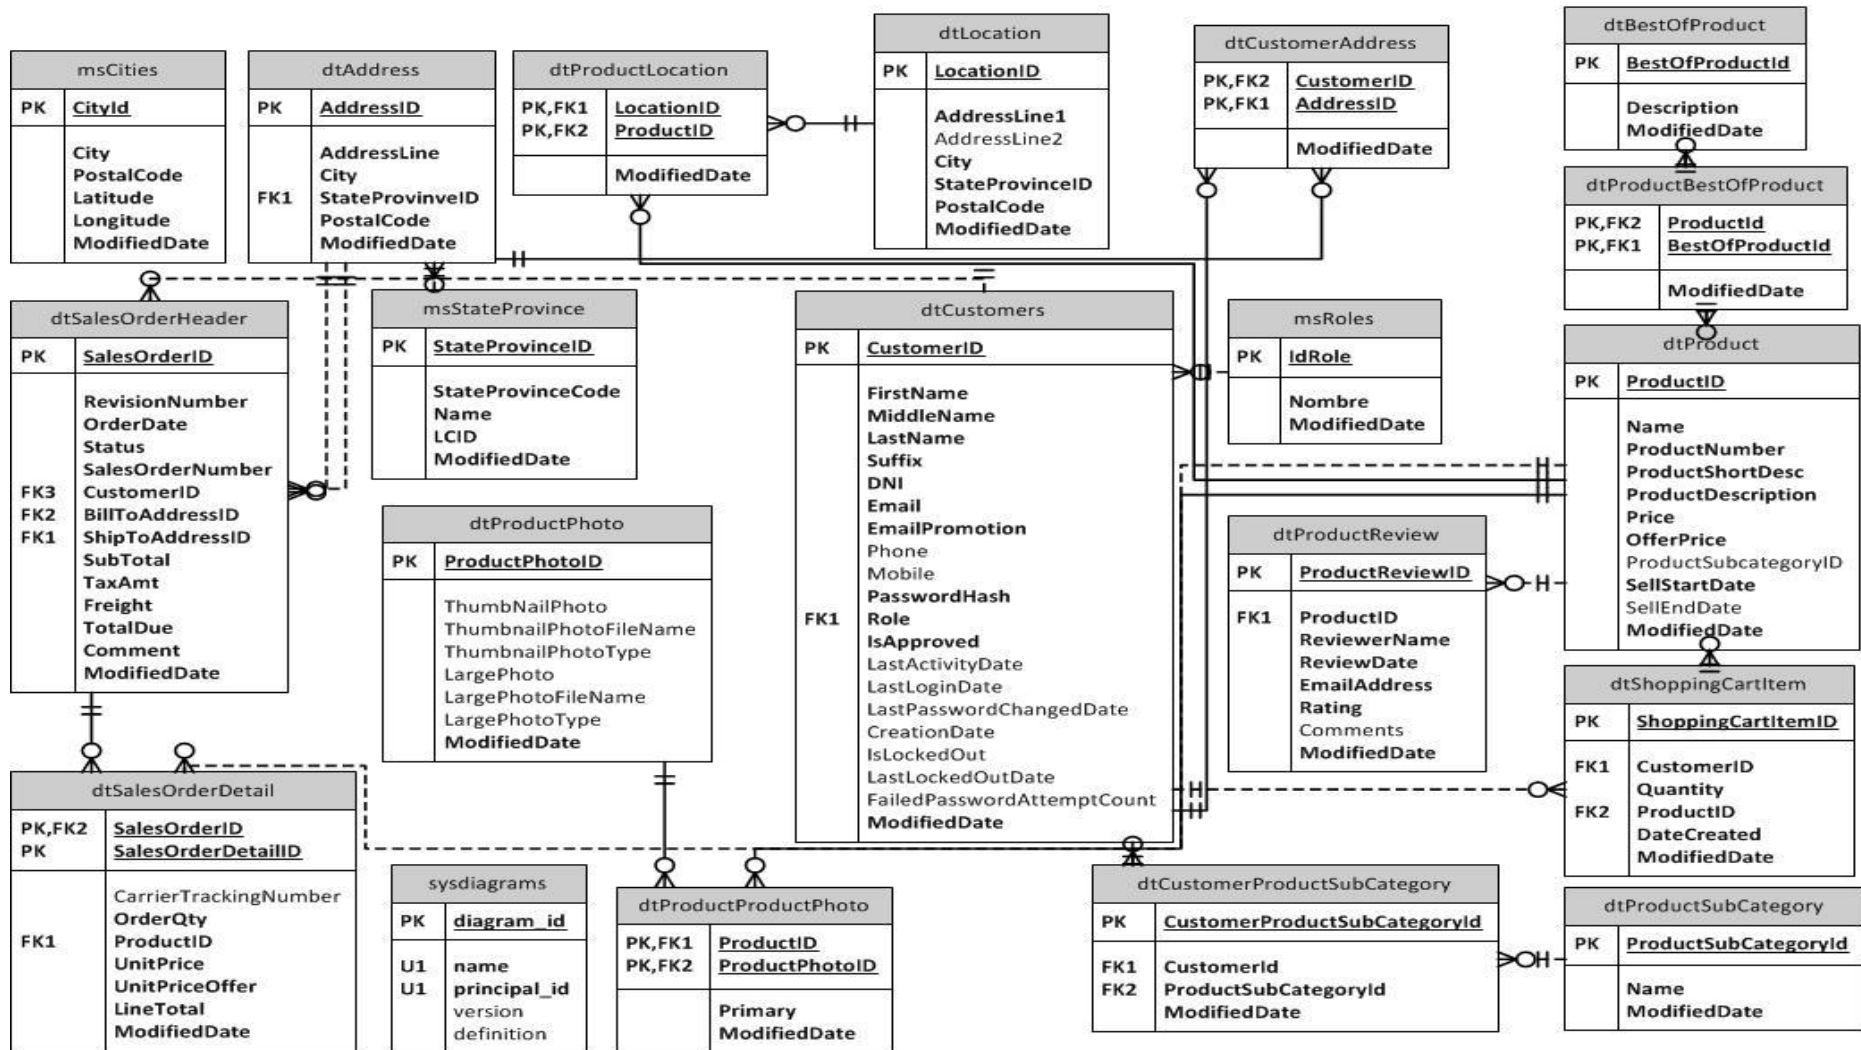 msCities
PK CityId
City
PostalCode
Latitude
Longitude
ModifiedDate
dtAddress
PK AddressID
AddressLine
City
FK1 StateProvinveID
PostalCode
ModifiedDate
dtProductLocation
PK,FK1 LocationID
PK,FK2 ProductID
ModifiedDate
dtLocation
PK LocationID
AddressLine1
AddressLine2
City
StateProvinceID
PostalCode
ModifiedDate
dtCustomerAddress
PK,FK2 CustomerID
PK,FK1 AddressID
ModifiedDate
dtBestOfProduct
PK BestOfProductId
Description
ModifiedDate
dtProductBestOfProduct
PK,FK2 ProductId
PK,FK1 BestOfProductId
ModifiedDate
dtSalesOrderHeader
PK SalesOrderID
RevisionNumber
OrderDate
Status
SalesOrderNumber
FK3 CustomerID
FK2 BillToAddressID
FK1 ShipToAddressID
SubTotal
TaxAmt
Freight
TotalDue
Comment
ModifiedDate
msStateProvince
PK StateProvinceID
StateProvinceCode
Name
LCID
ModifiedDate
dtCustomers
PK CustomerID
FirstName
MiddleName
LastName
Suffix
DNI
Email
EmailPromotion
Phone
Mobile
PasswordHash
FK1 Role
IsApproved
LastActivityDate
LastLoginDate
LastPasswordChangedDate
CreationDate
IsLockedOut
LastLockedOutDate
FailedPasswordAttemptCount
ModifiedDate
msRoles
PK IdRole
Nombre
ModifiedDate
dtProduct
PK ProductID
Name
ProductNumber
ProductShortDesc
ProductDescription
Price
OfferPrice
ProductSubcategoryID
SellStartDate
SellEndDate
ModifiedDate
dtProductPhoto
PK ProductPhotoID
ThumbNailPhoto
ThumbnailPhotoFileName
ThumbnailPhotoType
LargePhoto
LargePhotoFileName
LargePhotoType
ModifiedDate
dtProductReview
PK ProductReviewID
FK1 ProductID
ReviewerName
ReviewDate
EmailAddress
Rating
Comments
ModifiedDate
dtShoppingCartItem
PK ShoppingCartItemID
FK1 CustomerID
Quantity
FK2 ProductID
DateCreated
ModifiedDate
dtSalesOrderDetail
PK,FK2 SalesOrderID
PK SalesOrderDetailID
CarrierTrackingNumber
OrderQty
FK1 ProductID
UnitPrice
UnitPriceOffer
LineTotal
ModifiedDate
sysdiagrams
PK diagram_id
U1 name
U1 principal_id
version
definition
dtProductProductPhoto
PK,FK1 ProductID
PK,FK2 ProductPhotoID
Primary
ModifiedDate
dtCustomerProductSubCategory
PK CustomerProductSubCategoryId
FK1 CustomerId
FK2 ProductSubCategoryId
ModifiedDate
dtProductSubCategory
PK ProductSubCategoryId
Name
ModifiedDate